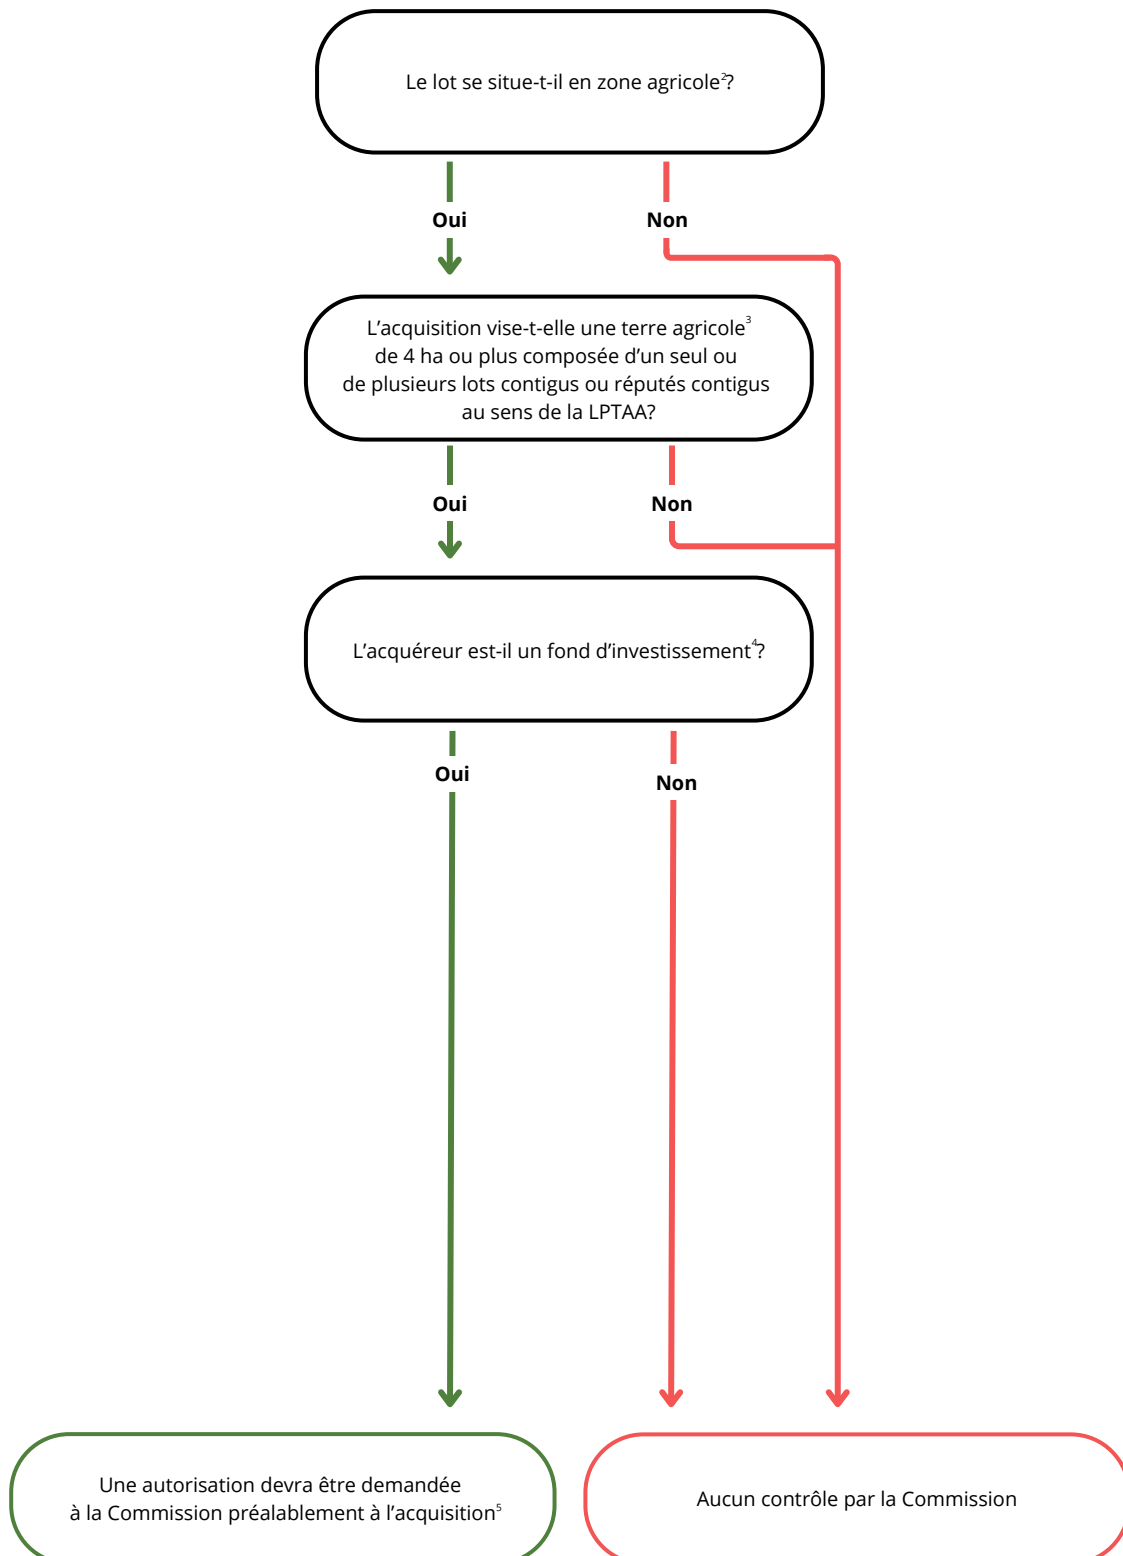 Le lot se situe-t-il en zone agricole²?
Oui
Non
L’acquisition vise-t-elle une terre agricole³
de 4 ha ou plus composée d’un seul ou
de plusieurs lots contigus ou réputés contigus
au sens de la LPTAA?
Oui
Non
L’acquéreur est-il un fond d’investissement⁴?
Oui
Non
Une autorisation devra être demandée
à la Commission préalablement à l’acquisition⁵
Aucun contrôle par la Commission